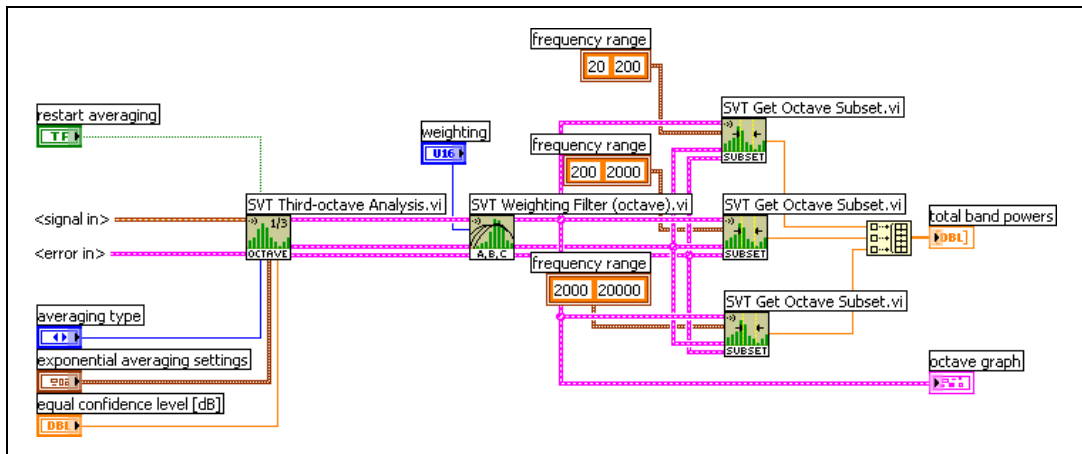 frequency range
20 200
restart averaging
TF
SVT Get Octave Subset.vi
SUBSET
weighting
U16
frequency range
200 2000
SVT Third-octave Analysis.vi
1/3
OCTAVE
SVT Weighting Filter (octave).vi
A,B,C
SVT Get Octave Subset.vi
SUBSET
<signal in>
<error in>
total band powers
DBL]
frequency range
2000 20000
SVT Get Octave Subset.vi
SUBSET
averaging type
exponential averaging settings
equal confidence level [dB]
DBL
octave graph